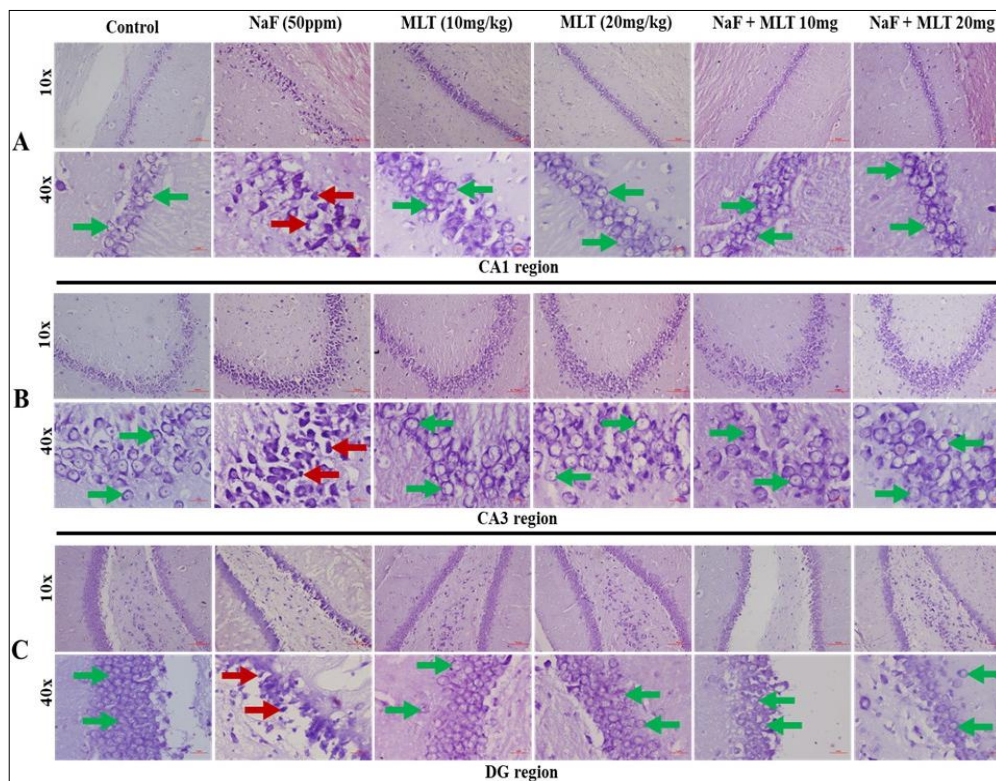 Control NaF (50ppm) MLT (10mg/kg) MLT (20mg/kg) NaF + MLT 10mg NaF + MLT 20mg
A
10x
40x
CA1 region
B
10x
40x
CA3 region
C
10x
40x
DG region